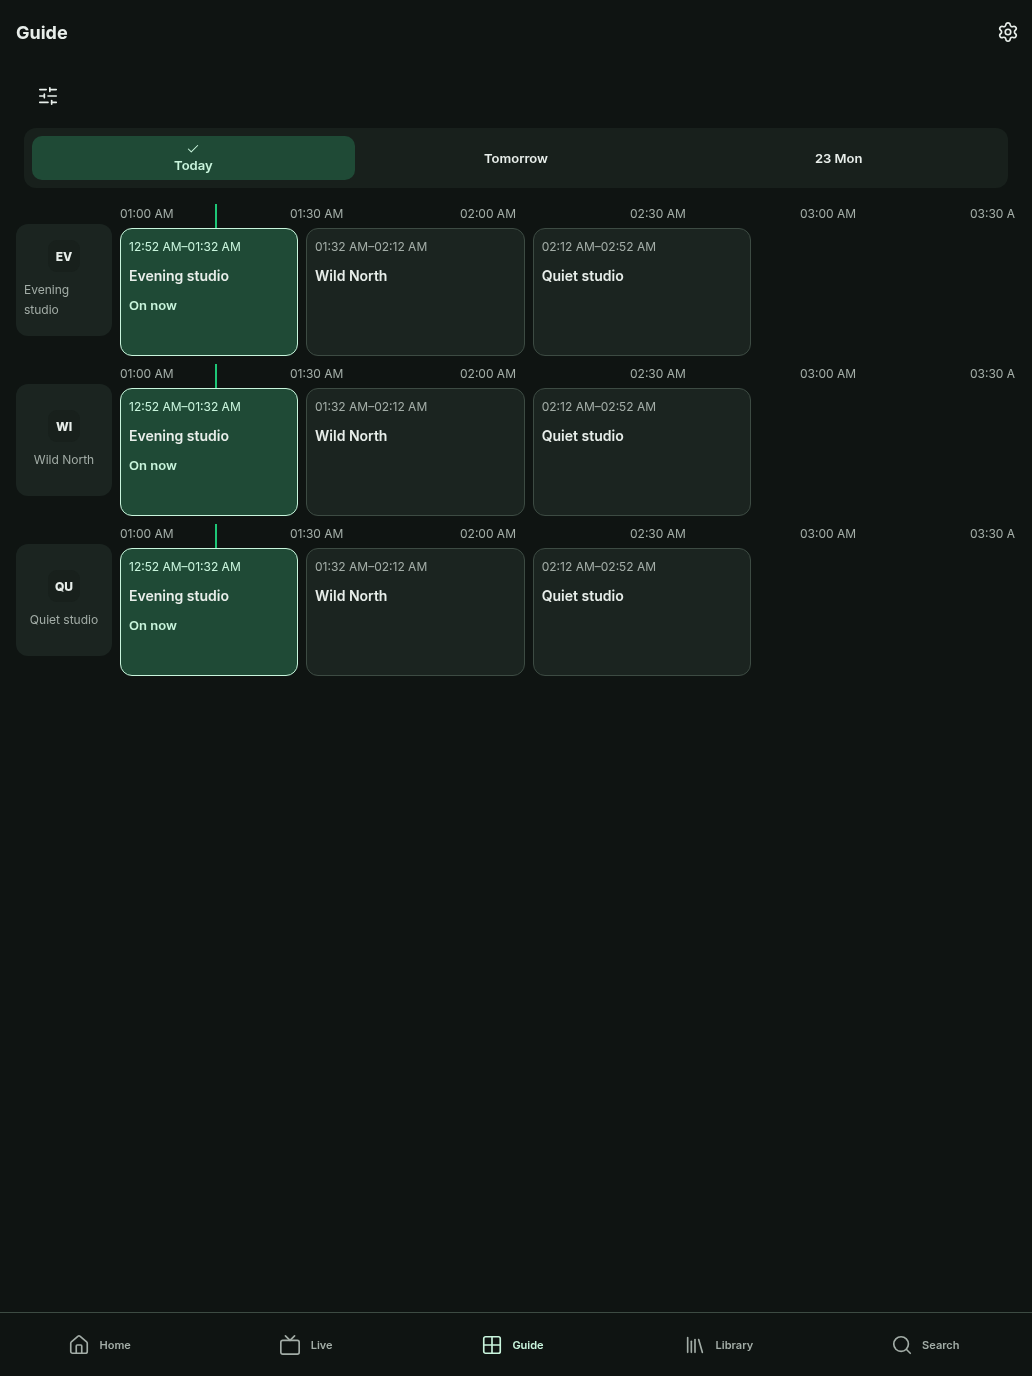 Guide
Today
Tomorrow
23 Mon
01:00 AM
01:30 AM
02:00 AM
02:30 AM
03:00 AM
03:30 A
EV
Evening
studio
12:52 AM–01:32 AM
Evening studio
On now
01:32 AM–02:12 AM
Wild North
02:12 AM–02:52 AM
Quiet studio
01:00 AM
01:30 AM
02:00 AM
02:30 AM
03:00 AM
03:30 A
WI
Wild North
12:52 AM–01:32 AM
Evening studio
On now
01:32 AM–02:12 AM
Wild North
02:12 AM–02:52 AM
Quiet studio
01:00 AM
01:30 AM
02:00 AM
02:30 AM
03:00 AM
03:30 A
QU
Quiet studio
12:52 AM–01:32 AM
Evening studio
On now
01:32 AM–02:12 AM
Wild North
02:12 AM–02:52 AM
Quiet studio
Home
Live
Guide
Library
Search